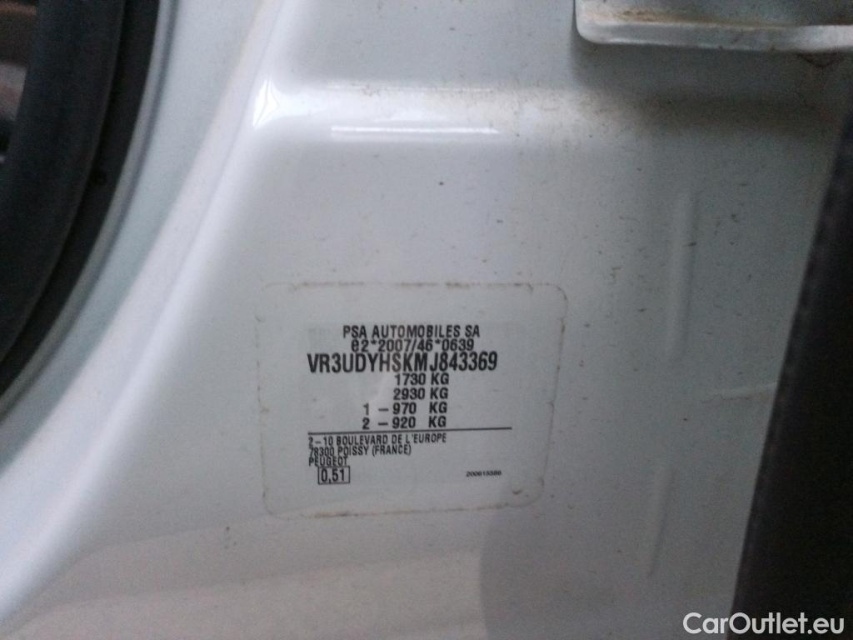 PSA AUTOMOBILES SA
e2*2007/46*0639
VR3UDYHSKMJ843369
1730 KG
2930 KG
1 - 970 KG
2 - 920 KG
2-10 BOULEVARD DE L'EUROPE
78300 POISSY (FRANCE)
PEUGEOT
0,51
CarOutlet.eu